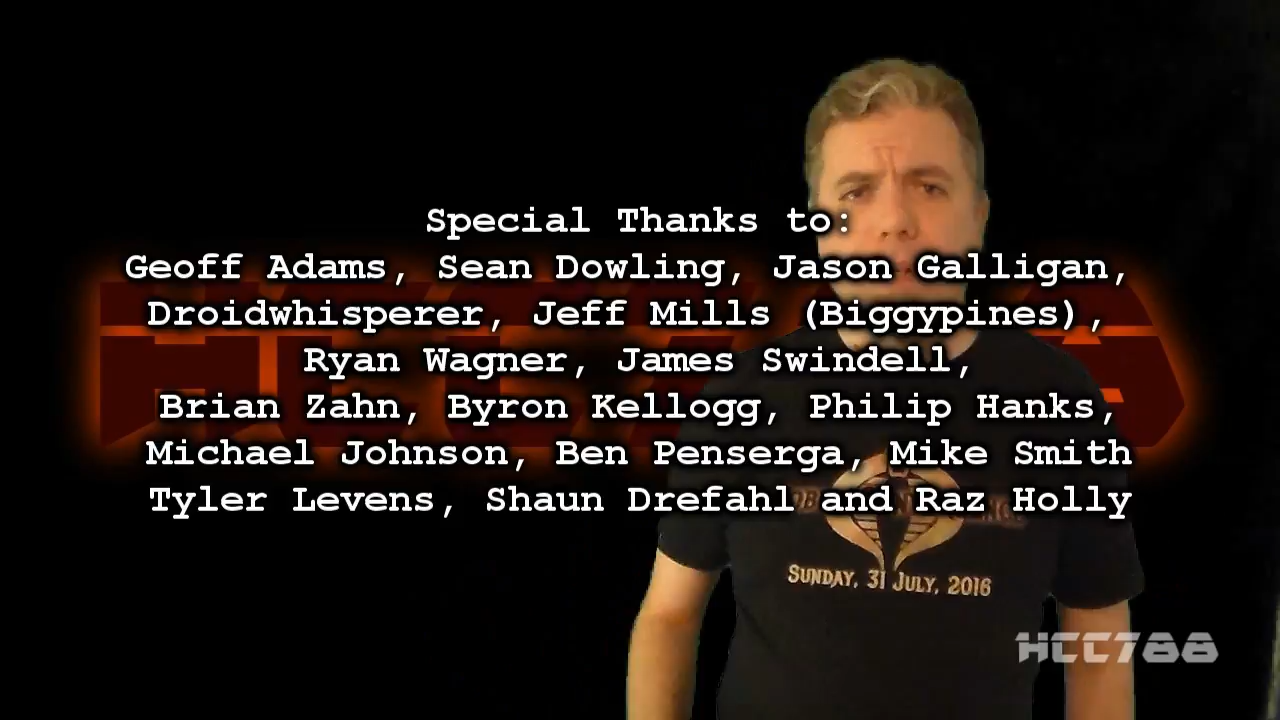 Special Thanks to:
Geoff Adams, Sean Dowling, Jason Galligan,
Droidwhisperer, Jeff Mills (Biggypines),
Ryan Wagner, James Swindell,
Brian Zahn, Byron Kellogg, Philip Hanks,
Michael Johnson, Ben Penserga, Mike Smith
Tyler Levens, Shaun Drefahl and Raz Holly
SUNDAY, 31 JULY, 2016
HCC788